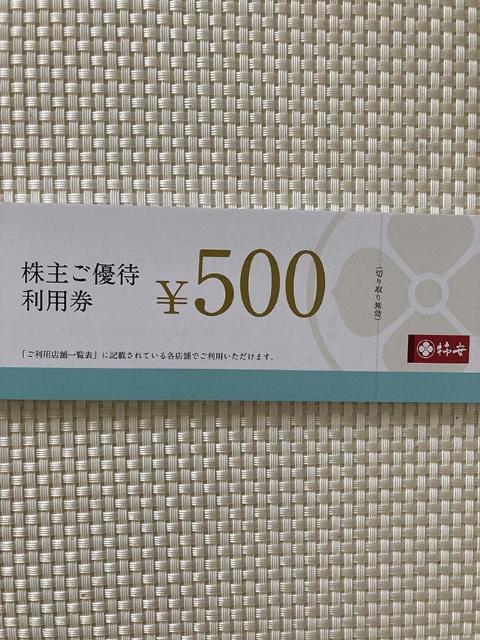 株主ご優待
利用券
¥500
（切り取り無効）
柿安
「ご利用店舗一覧表」に記載されている各店舗でご利用いただけます。